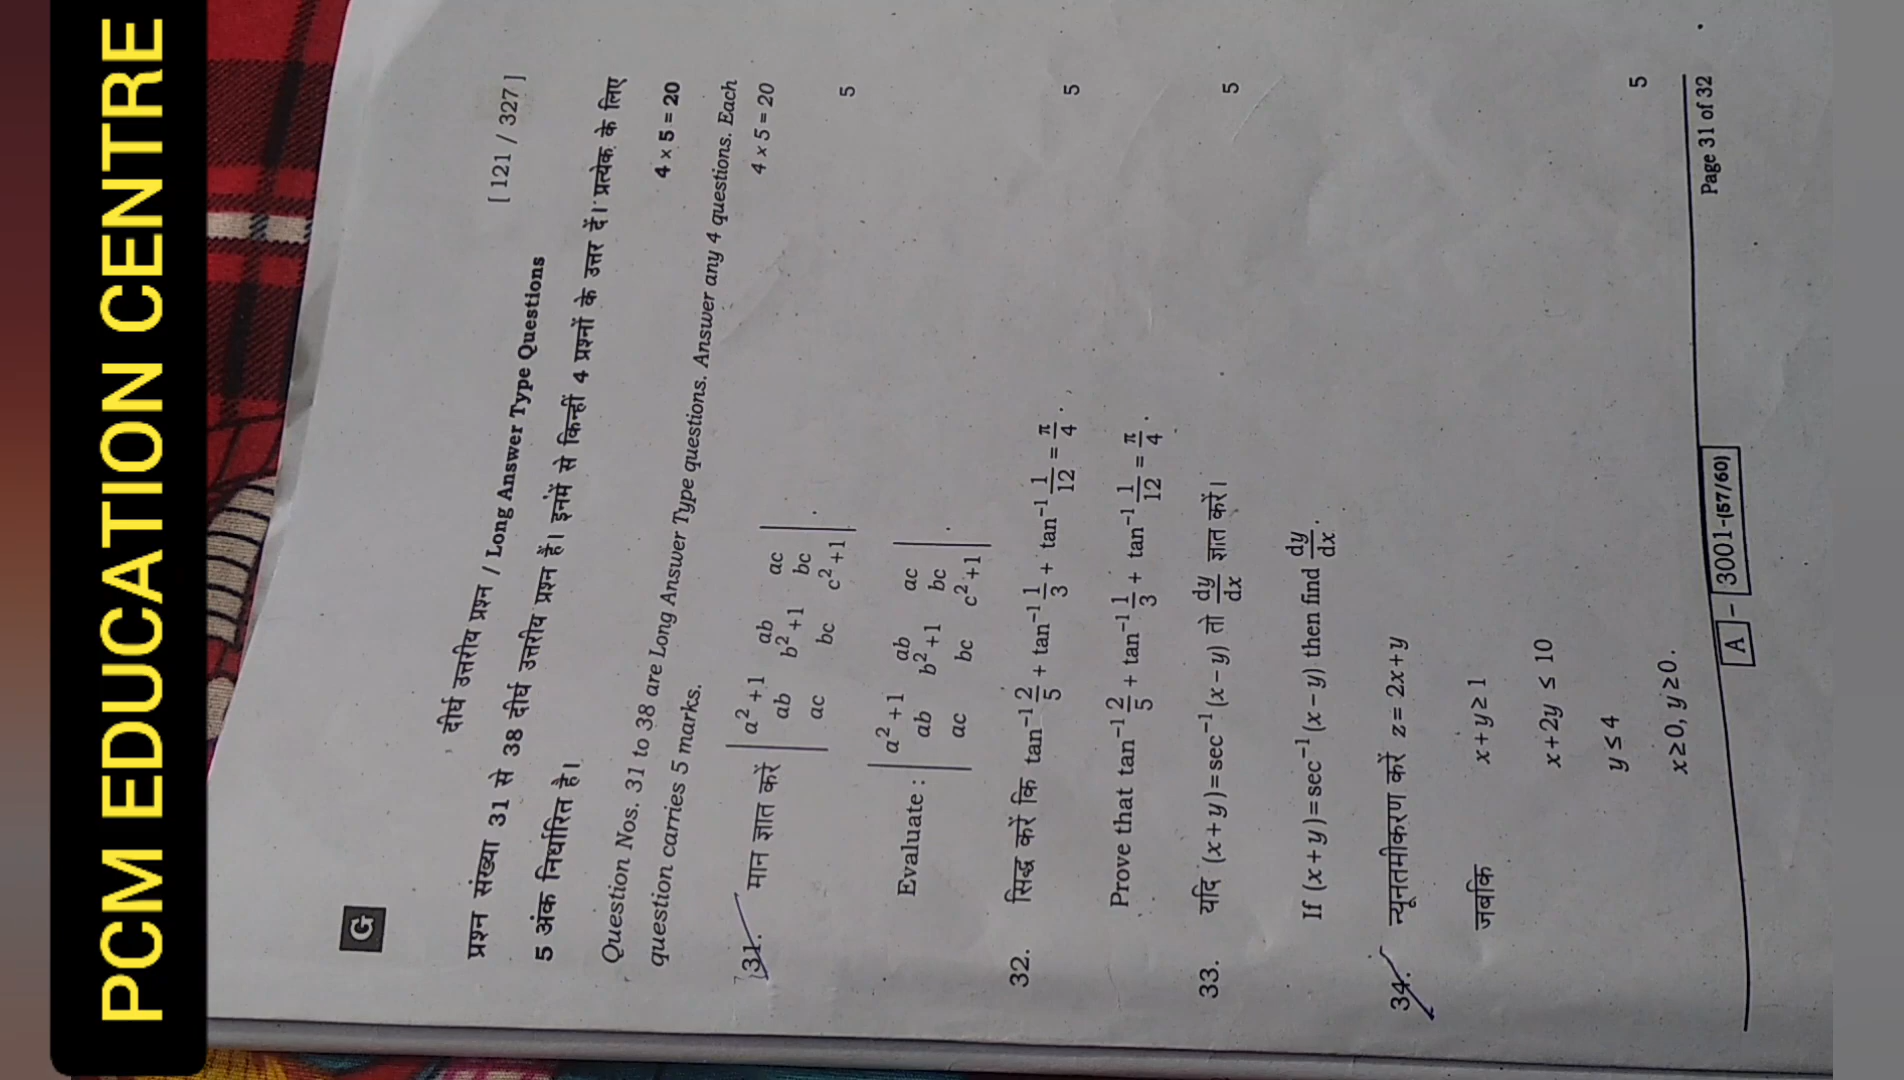 PCM EDUCATION CENTRE
G
[ 121 / 327 ]
दीर्घ उत्तरीय प्रश्न / Long Answer Type Questions
प्रश्न संख्या 31 से 38 दीर्घ उत्तरीय प्रश्न हैं। इनमें से किन्हीं 4 प्रश्नों के उत्तर दें। प्रत्येक के लिए
5 अंक निर्धारित है। 4 × 5 = 20
Question Nos. 31 to 38 are Long Answer Type questions. Answer any 4 questions. Each
question carries 5 marks. 4 × 5 = 20
31. मान ज्ञात करें | a²+1 ab ac | 5
| ab b²+1 bc |
| ac bc c²+1 | .
Evaluate : | a²+1 ab ac |
| ab b²+1 bc |
| ac bc c²+1 | .
32. सिद्ध करें कि tan⁻¹ 2/5 + tan⁻¹ 1/3 + tan⁻¹ 1/12 = π/4 . 5
Prove that tan⁻¹ 2/5 + tan⁻¹ 1/3 + tan⁻¹ 1/12 = π/4 .
33. यदि (x+y)=sec⁻¹(x−y) तो dy/dx ज्ञात करें। 5
If (x+y)=sec⁻¹(x−y) then find dy/dx .
34. न्यूनतमीकरण करें z=2x+y
जबकि x+y≥1
x+2y ≤ 10
y ≤ 4
x≥0, y≥0. 5
A - 3001-(57/60) Page 31 of 32